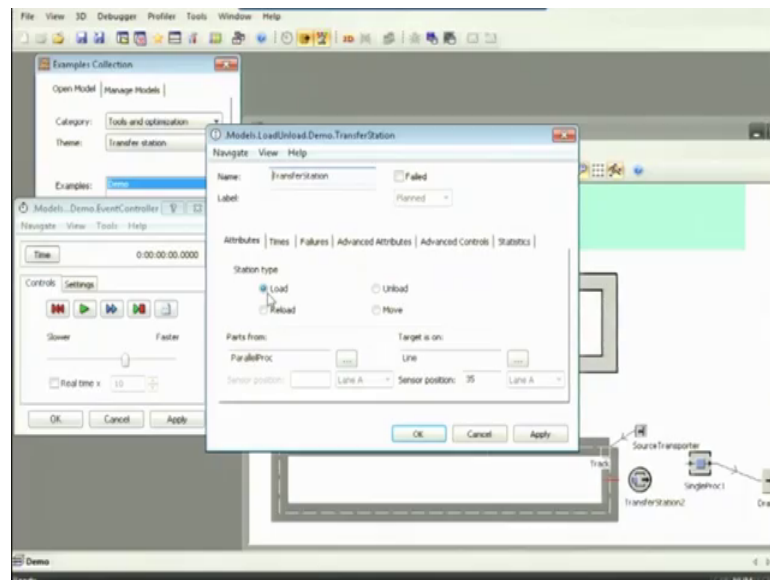 File View 3D Debugger Profiler Tools Window Help
Examples Collection
Open Model Manage Models
Category: Tools and optimization
Theme: Transfer station
Examples: Demo
.Models.LoadUnload.Demo.TransferStation
Navigate View Help
Name: TransferStation Failed
Label: Planned
Attributes Times Failures Advanced Attributes Advanced Controls Statistics
Station type
Load Unload
Reload Move
Parts from: Target is on:
ParallelProc ... Line ...
Sensor position: Lane A Sensor position: 35 Lane A
OK Cancel Apply
.Models...Demo.EventController
Navigate View Tools Help
Time 0:00:00:00.0000
Controls Settings
Slower Faster
Real time x 10
OK Cancel Apply
SourceTransporter
Track
TransferStation2
SingleProc1
Demo